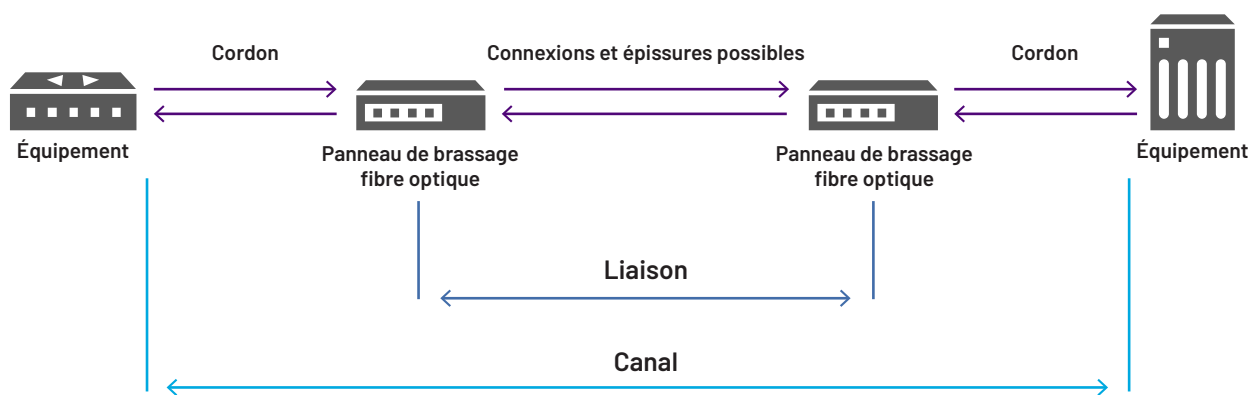 Cordon
Connexions et épissures possibles
Cordon
Équipement
Panneau de brassage
fibre optique
Panneau de brassage
fibre optique
Équipement
Liaison
Canal